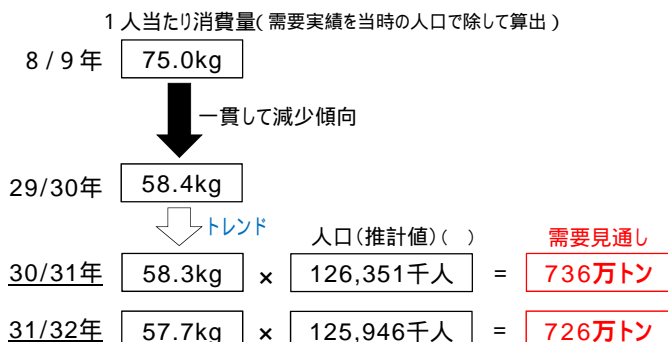 1人当たり消費量(需要実績を当時の人口で除して算出)
8/9年 75.0kg
一貫して減少傾向
29/30年 58.4kg
トレンド
人口(推計値)( ) 需要見通し
30/31年 58.3kg × 126,351千人 = 736万トン
31/32年 57.7kg × 125,946千人 = 726万トン